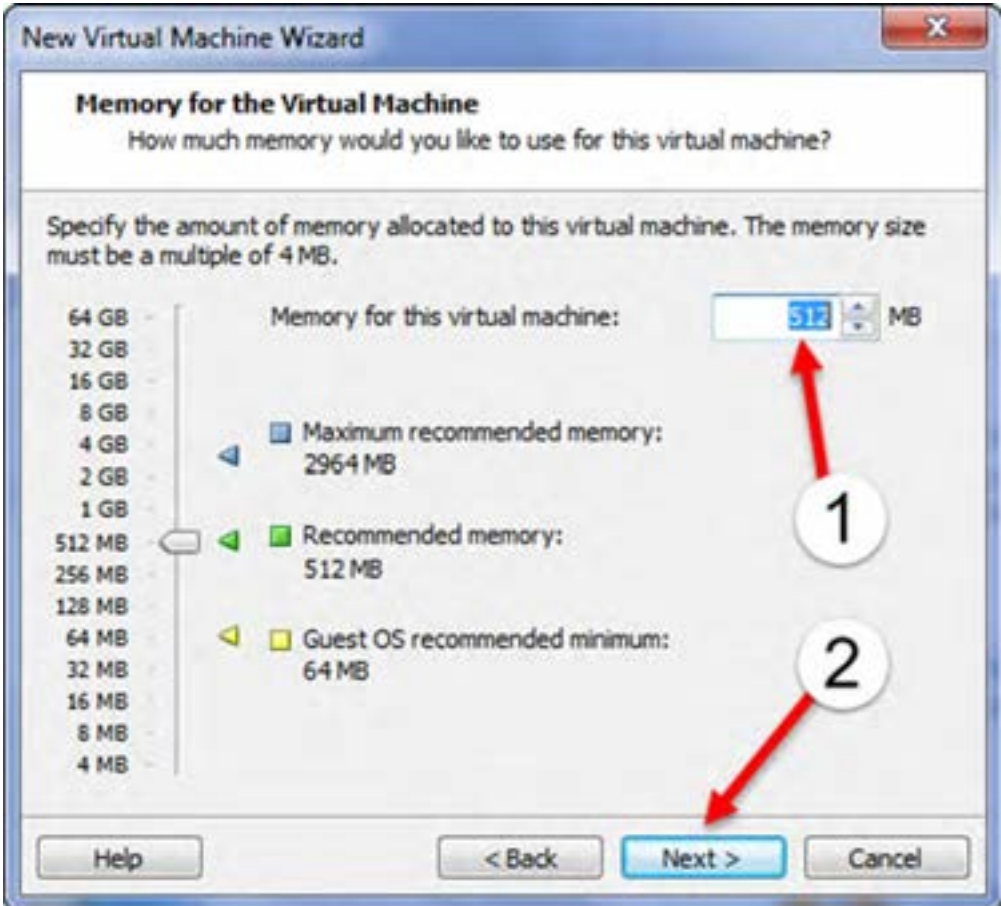 New Virtual Machine Wizard
Memory for the Virtual Machine
How much memory would you like to use for this virtual machine?
Specify the amount of memory allocated to this virtual machine. The memory size
must be a multiple of 4 MB.
64 GB
32 GB
16 GB
8 GB
4 GB
2 GB
1 GB
512 MB
256 MB
128 MB
64 MB
32 MB
16 MB
8 MB
4 MB
Memory for this virtual machine: 512 MB
Maximum recommended memory:
2964 MB
Recommended memory:
512 MB
Guest OS recommended minimum:
64 MB
1
2
Help < Back Next > Cancel